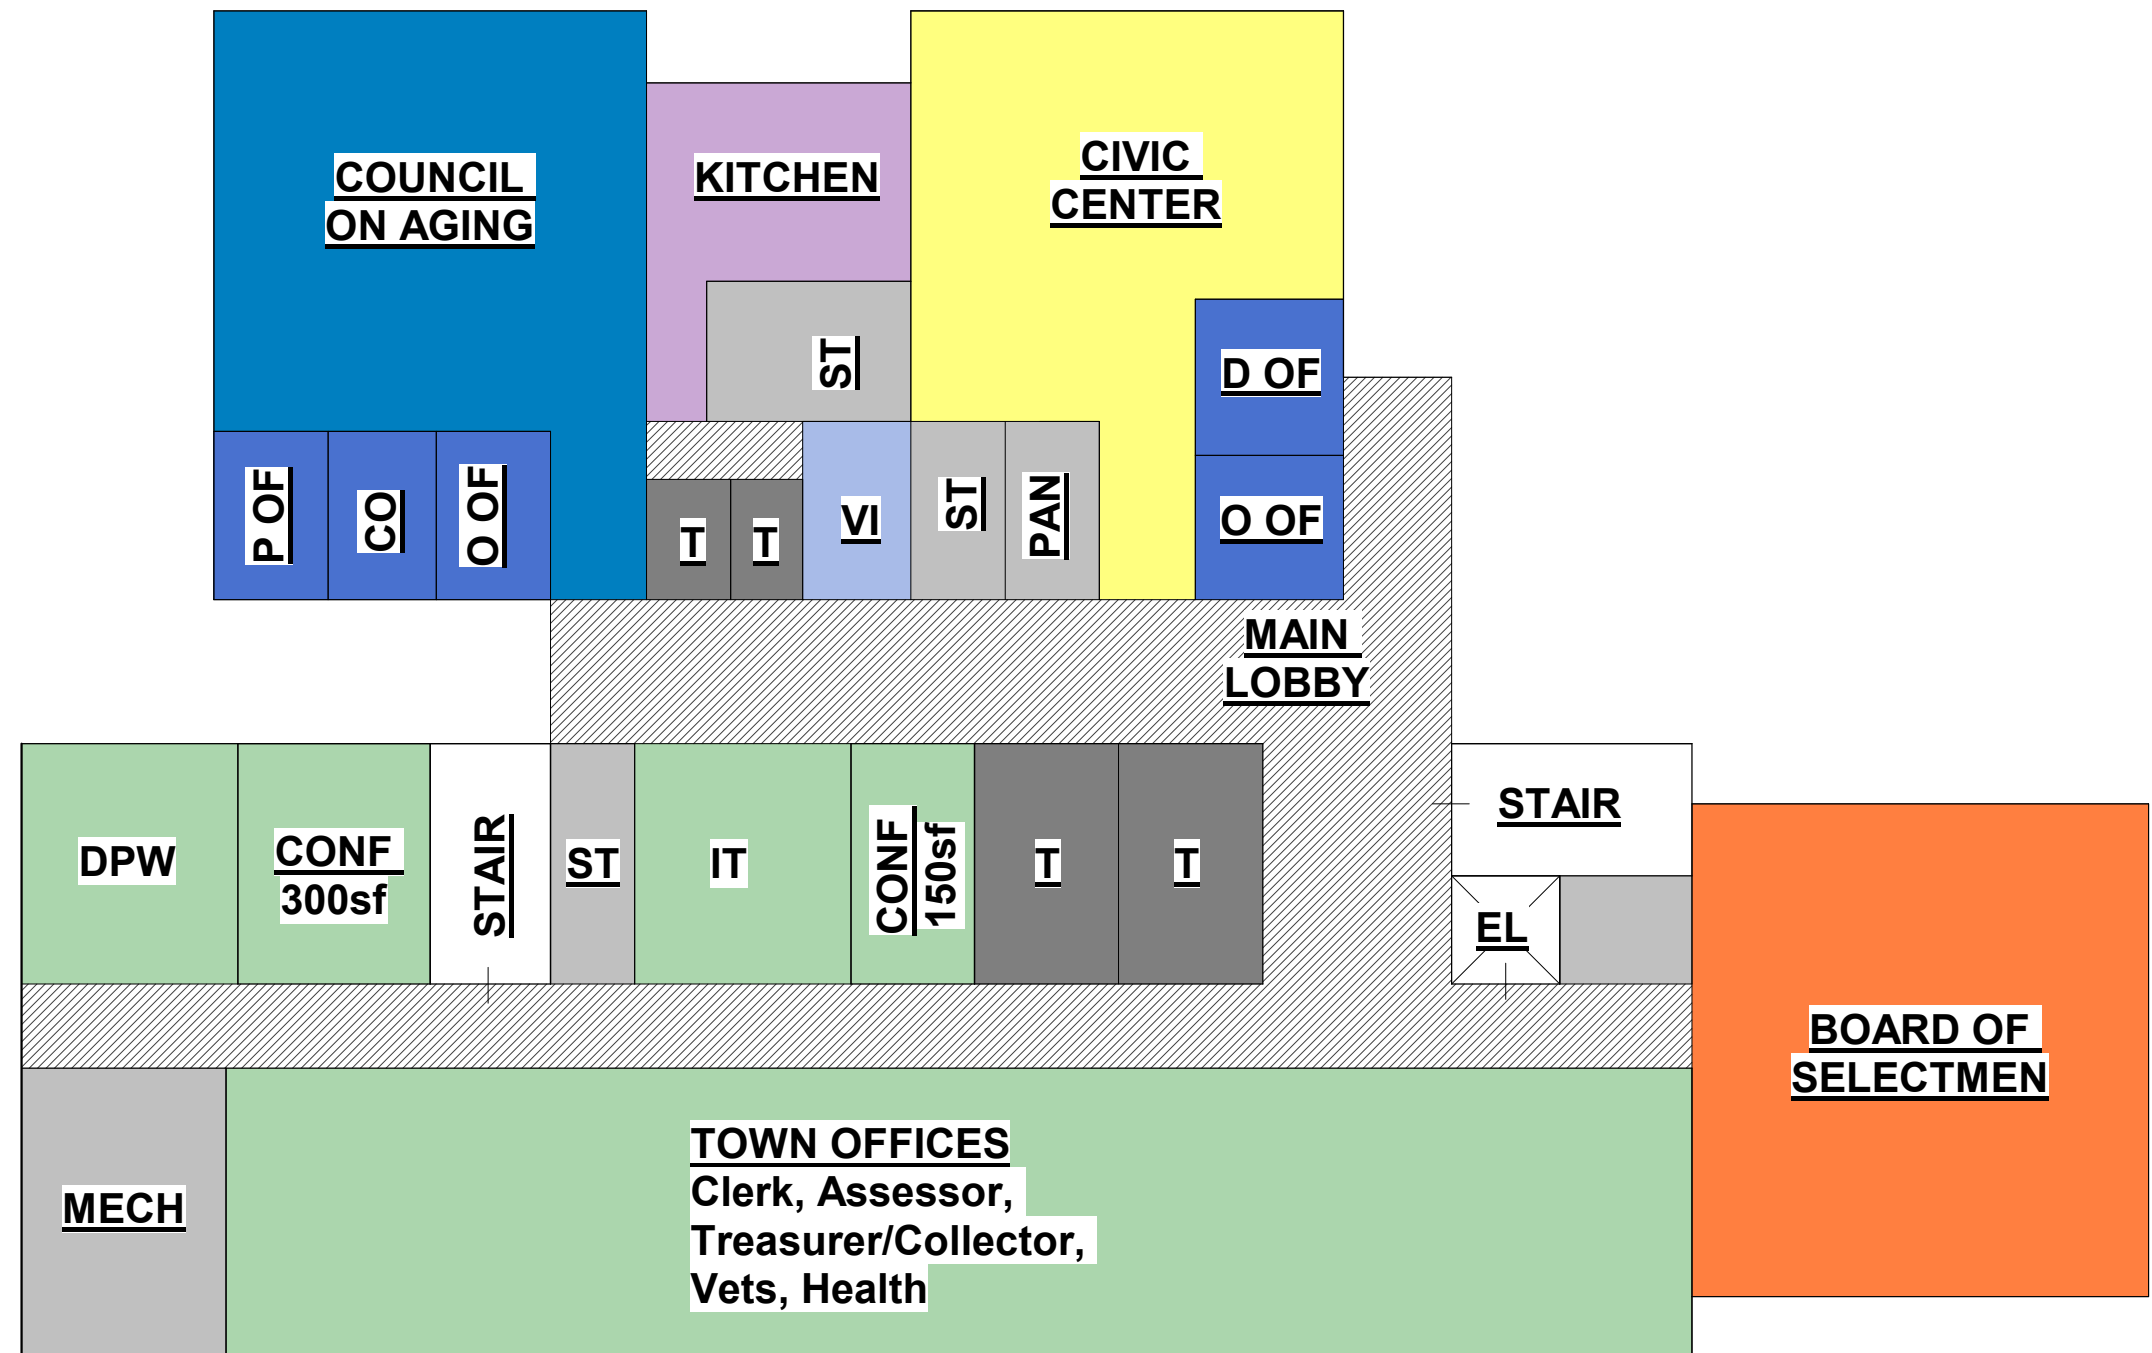 COUNCIL
ON AGING
KITCHEN
CIVIC
CENTER
ST
D OF
P OF
CO
O OF
T
T
VI
ST
PAN
O OF
MAIN
LOBBY
DPW
CONF
300sf
STAIR
ST
IT
CONF
150sf
T
T
STAIR
EL
BOARD OF
SELECTMEN
MECH
TOWN OFFICES
Clerk, Assessor,
Treasurer/Collector,
Vets, Health